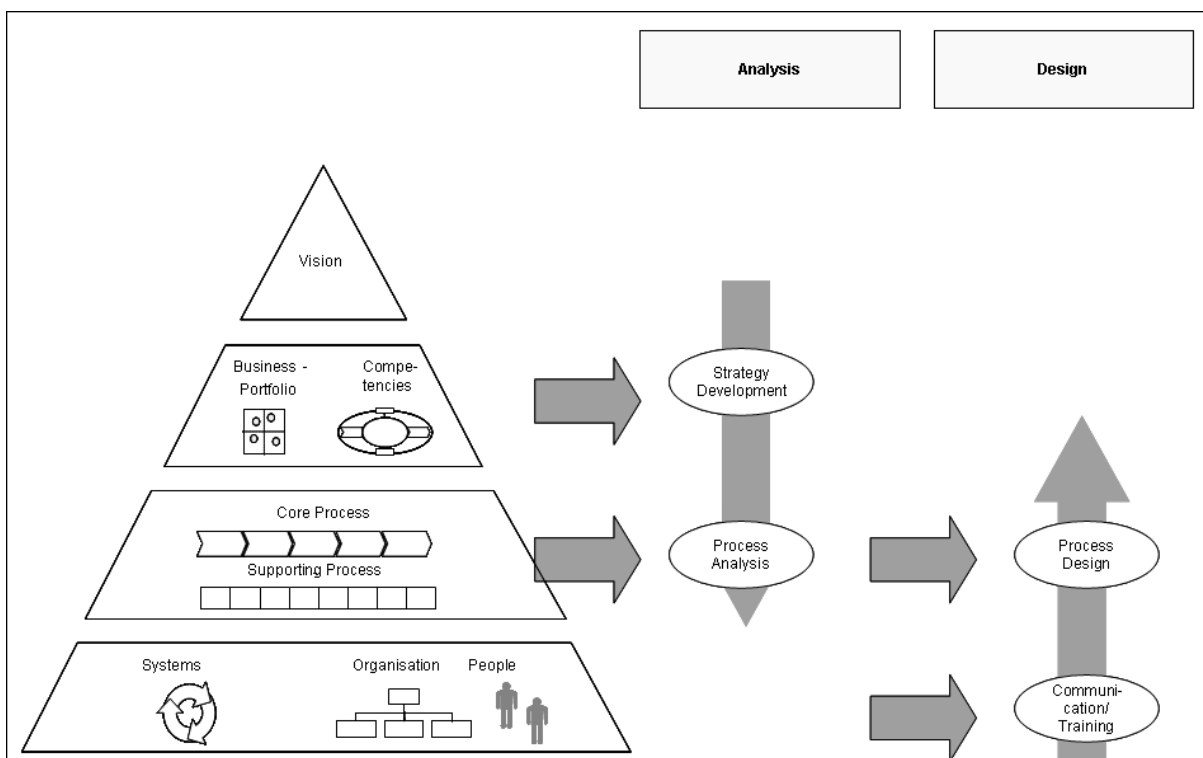 Analysis
Design
Vision
Business -
Portfolio
Compe-
tencies
Strategy
Development
Core Process
Supporting Process
Process
Analysis
Process
Design
Systems
Organisation
People
Communi-
cation/
Training